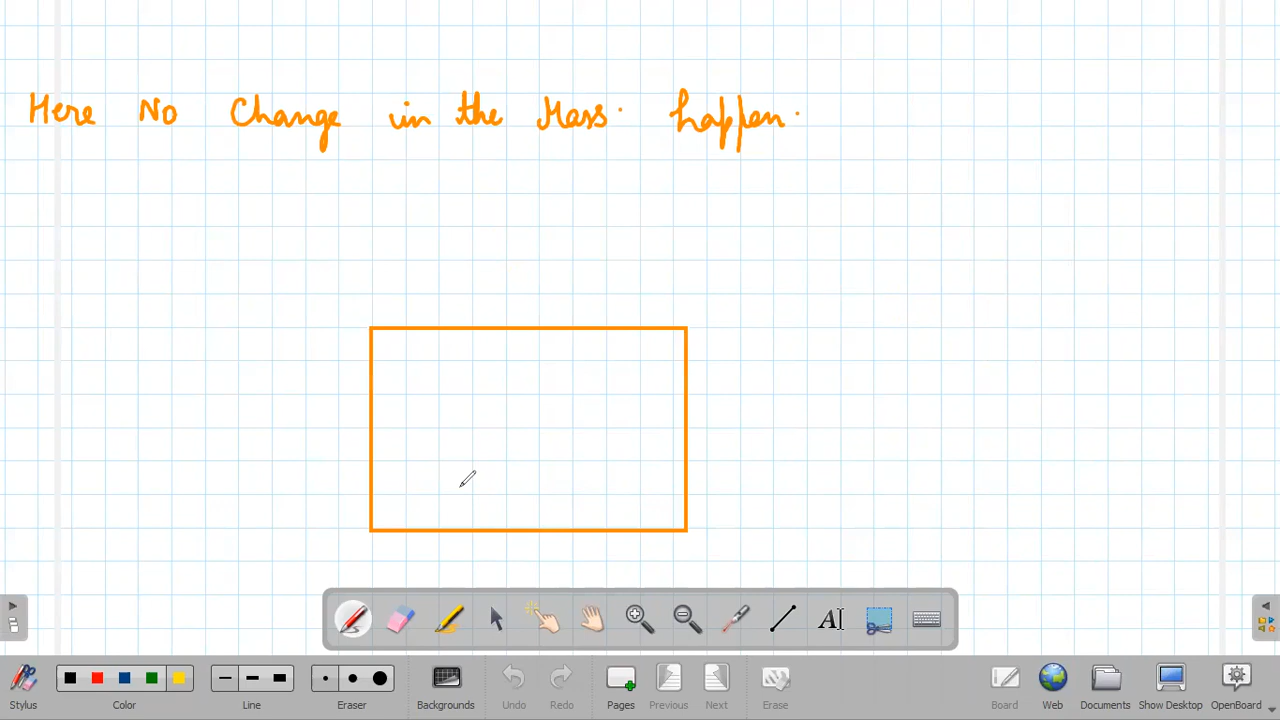 Here No Change in the Mass. happen.
Stylus Color Line Eraser Backgrounds Undo Redo Pages Previous Next Erase Board Web Documents Show Desktop OpenBoard